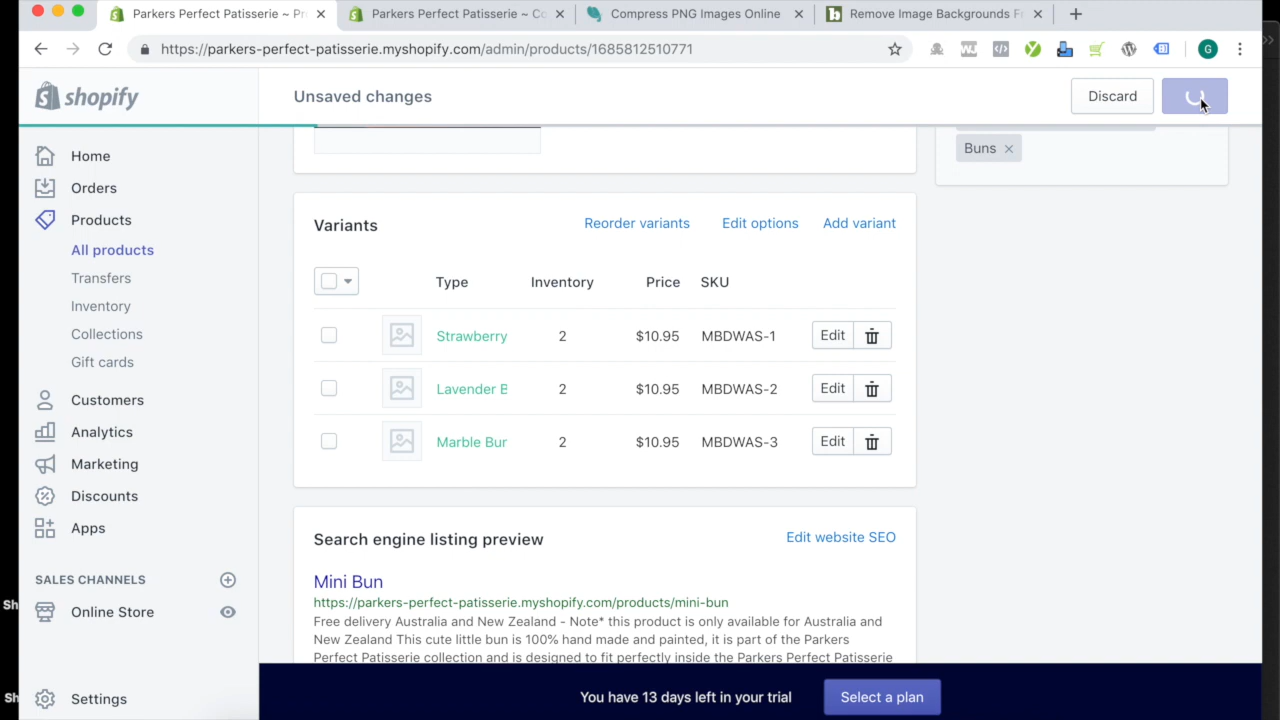 Parkers Perfect Patisserie ~ Pr
Parkers Perfect Patisserie ~ Co
Compress PNG Images Online
Remove Image Backgrounds F
https://parkers-perfect-patisserie.myshopify.com/admin/products/1685812510771
G
shopify
Unsaved changes
Discard
Home
Orders
Products
All products
Transfers
Inventory
Collections
Gift cards
Customers
Analytics
Marketing
Discounts
Apps
SALES CHANNELS
Online Store
Settings
Buns
Variants
Reorder variants Edit options Add variant
Type Inventory Price SKU
Strawberry 2 $10.95 MBDWAS-1 Edit
Lavender B 2 $10.95 MBDWAS-2 Edit
Marble Bur 2 $10.95 MBDWAS-3 Edit
Search engine listing preview
Edit website SEO
Mini Bun
https://parkers-perfect-patisserie.myshopify.com/products/mini-bun
Free delivery Australia and New Zealand - Note* this product is only available for Australia and
New Zealand This cute little bun is 100% hand made and painted, it is part of the Parkers
Perfect Patisserie collection and is designed to fit perfectly inside the Parkers Perfect Patisserie
You have 13 days left in your trial
Select a plan
Sh
Sh